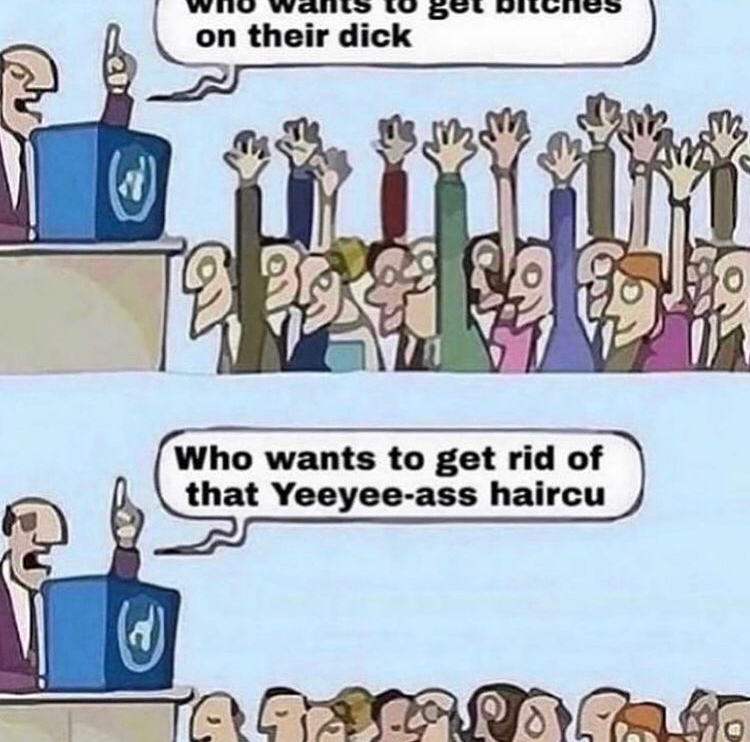 who wants to get bitches
on their dick
Who wants to get rid of
that Yeeyee-ass haircu